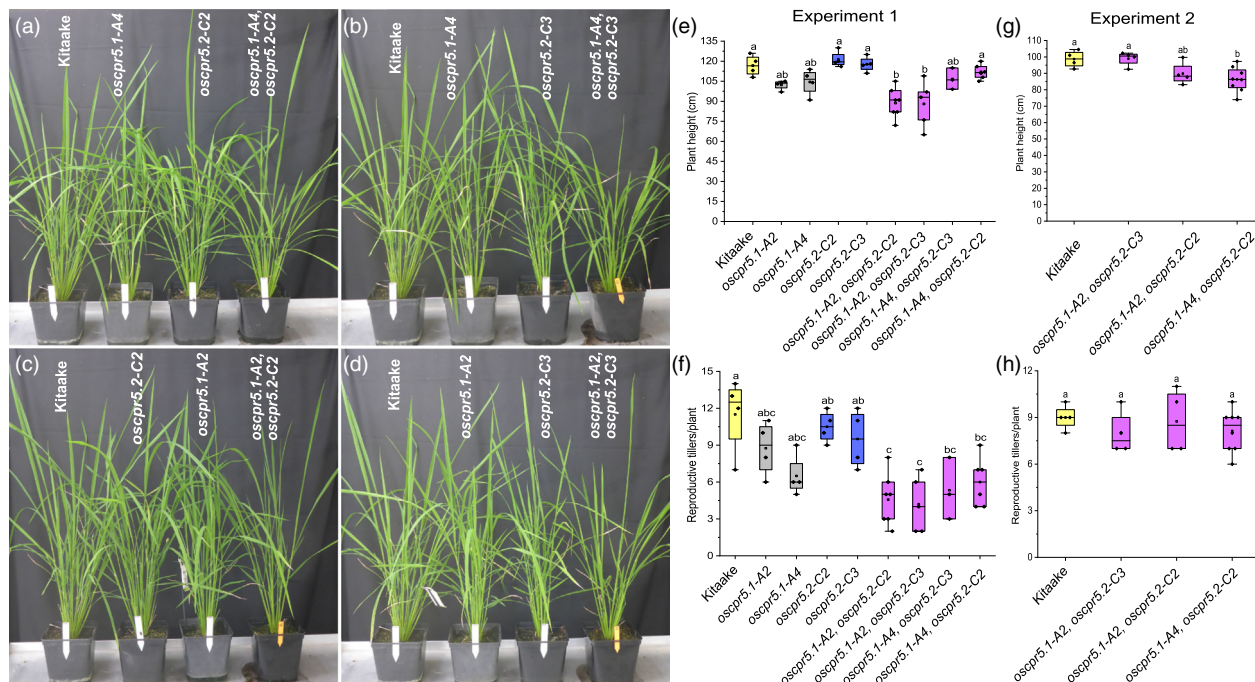 (a)
Kitaake
oscpr5.1-A4
oscpr5.2-C2
oscpr5.1-A4,
oscpr5.2-C2
(b)
Kitaake
oscpr5.1-A4
oscpr5.2-C3
oscpr5.1-A4,
oscpr5.2-C3
(c)
Kitaake
oscpr5.2-C2
oscpr5.1-A2
oscpr5.1-A2,
oscpr5.2-C2
(d)
Kitaake
oscpr5.1-A2
oscpr5.2-C3
oscpr5.1-A2,
oscpr5.2-C3
Experiment 1
(e)
Plant height (cm)
135
120
105
90
75
60
45
30
15
0
a
ab
ab
a
a
b
b
ab
a
Kitaake
oscpr5.1-A2
oscpr5.1-A4
oscpr5.2-C2
oscpr5.2-C3
oscpr5.1-A2, oscpr5.2-C2
oscpr5.1-A2, oscpr5.2-C3
oscpr5.1-A4, oscpr5.2-C3
oscpr5.1-A4, oscpr5.2-C2
(f)
Reproductive tillers/plant
15
12
9
6
3
0
a
abc
abc
ab
ab
c
c
bc
bc
Kitaake
oscpr5.1-A2
oscpr5.1-A4
oscpr5.2-C2
oscpr5.2-C3
oscpr5.1-A2, oscpr5.2-C2
oscpr5.1-A2, oscpr5.2-C3
oscpr5.1-A4, oscpr5.2-C3
oscpr5.1-A4, oscpr5.2-C2
Experiment 2
(g)
Plant height (cm)
110
100
90
80
70
60
50
40
30
20
10
0
a
a
ab
b
Kitaake
oscpr5.1-A2, oscpr5.2-C3
oscpr5.1-A2, oscpr5.2-C2
oscpr5.1-A4, oscpr5.2-C2
(h)
Reproductive tillers/plant
12
9
6
3
0
a
a
a
a
Kitaake
oscpr5.1-A2, oscpr5.2-C3
oscpr5.1-A2, oscpr5.2-C2
oscpr5.1-A4, oscpr5.2-C2